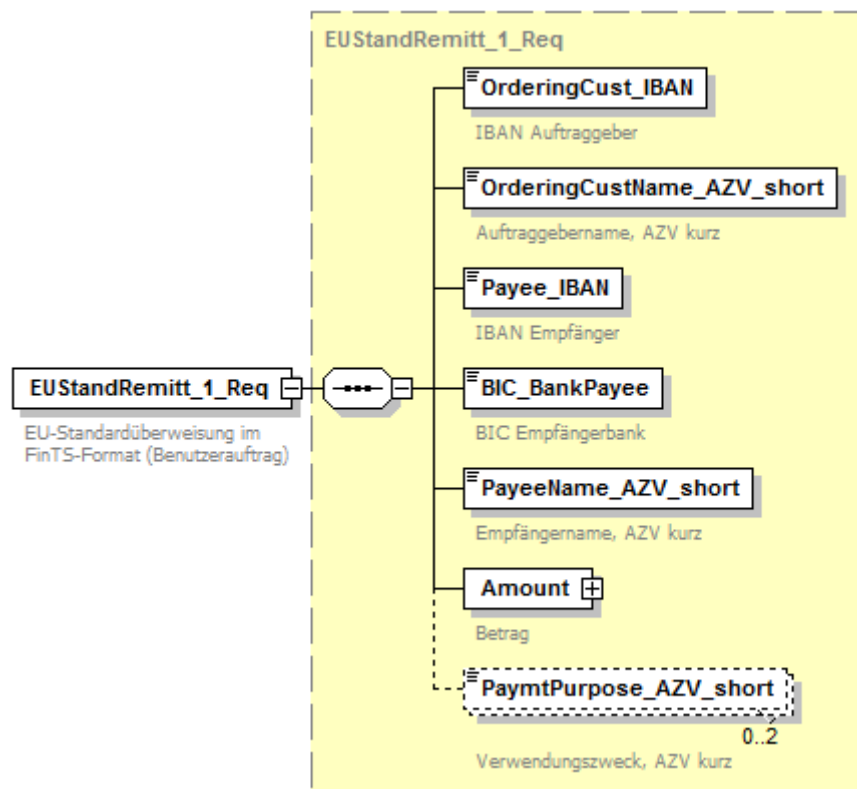 EUStandRemitt_1_Req
OrderingCust_IBAN
IBAN Auftraggeber
OrderingCustName_AZV_short
Auftraggebername, AZV kurz
Payee_IBAN
IBAN Empfänger
EUStandRemitt_1_Req
EU-Standardüberweisung im
FinTS-Format (Benutzerauftrag)
BIC_BankPayee
BIC Empfängerbank
PayeeName_AZV_short
Empfängername, AZV kurz
Amount
Betrag
PaymtPurpose_AZV_short
0..2
Verwendungszweck, AZV kurz